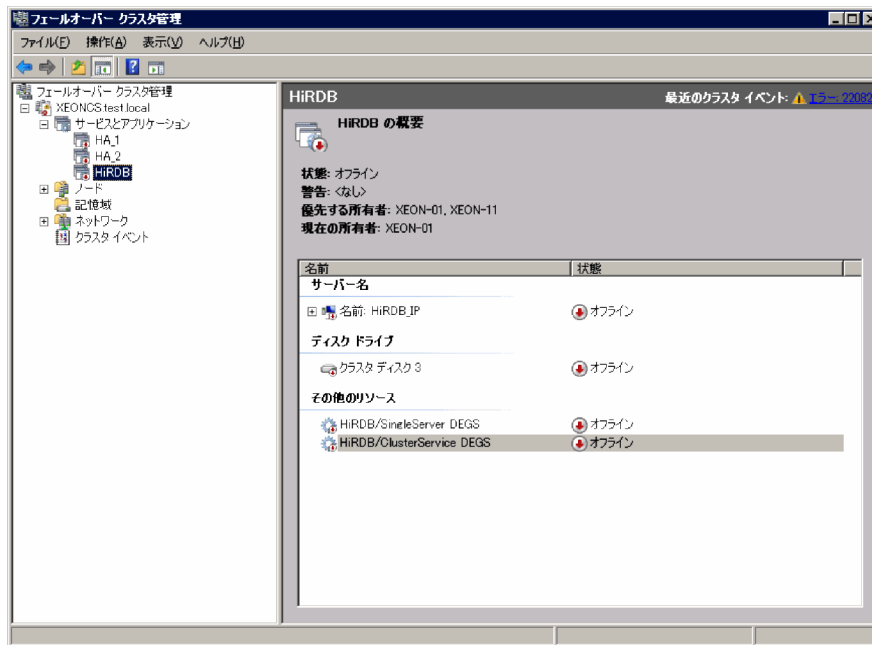 フェールオーバー クラスタ管理
ファイル(F) 操作(A) 表示(V) ヘルプ(H)
フェールオーバー クラスタ管理
XEONCS.test.local
サービスとアプリケーション
HA_1
HA_2
HiRDB
ノード
記憶域
ネットワーク
クラスタ イベント
HiRDB
最近のクラスタ イベント: エラー: 22082
HiRDB の概要
状態: オフライン
警告: <なし>
優先する所有者: XEON-01, XEON-11
現在の所有者: XEON-01
名前 状態
サーバー名
名前: HiRDB_IP オフライン
ディスク ドライブ
クラスタ ディスク 3 オフライン
その他のリソース
HiRDB/SingleServer DEGS オフライン
HiRDB/ClusterService DEGS オフライン